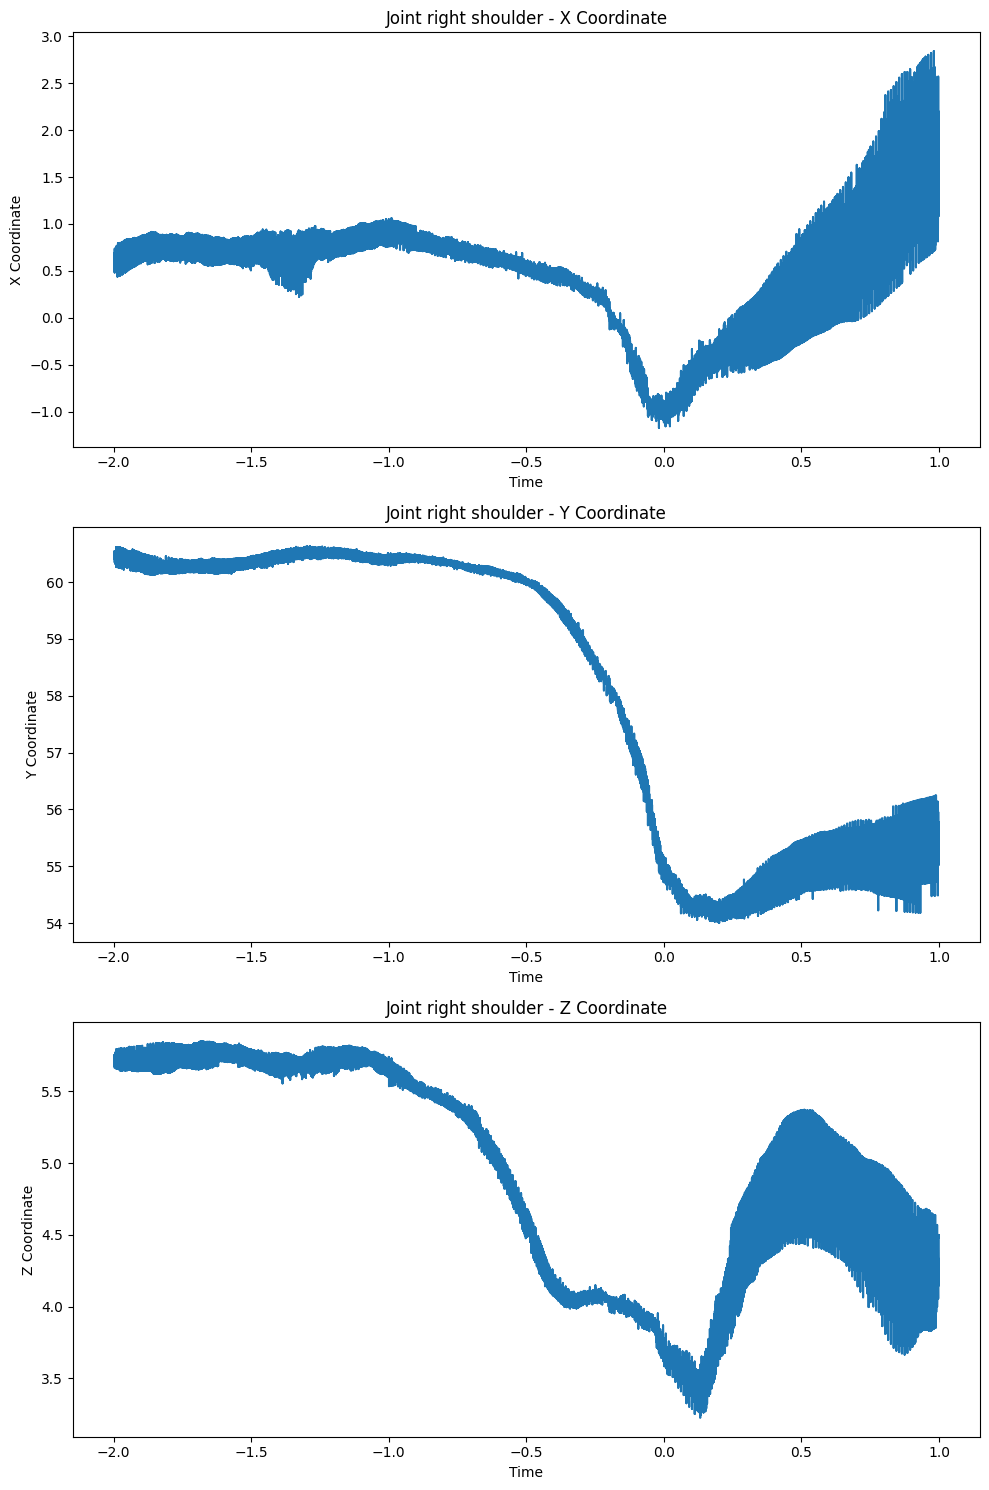 Joint right shoulder - X Coordinate
3.0
2.5
2.0
1.5
1.0
0.5
0.0
−0.5
−1.0
X Coordinate
−2.0 −1.5 −1.0 −0.5 0.0 0.5 1.0
Time
Joint right shoulder - Y Coordinate
60
59
58
57
56
55
54
Y Coordinate
−2.0 −1.5 −1.0 −0.5 0.0 0.5 1.0
Time
Joint right shoulder - Z Coordinate
5.5
5.0
4.5
4.0
3.5
Z Coordinate
−2.0 −1.5 −1.0 −0.5 0.0 0.5 1.0
Time